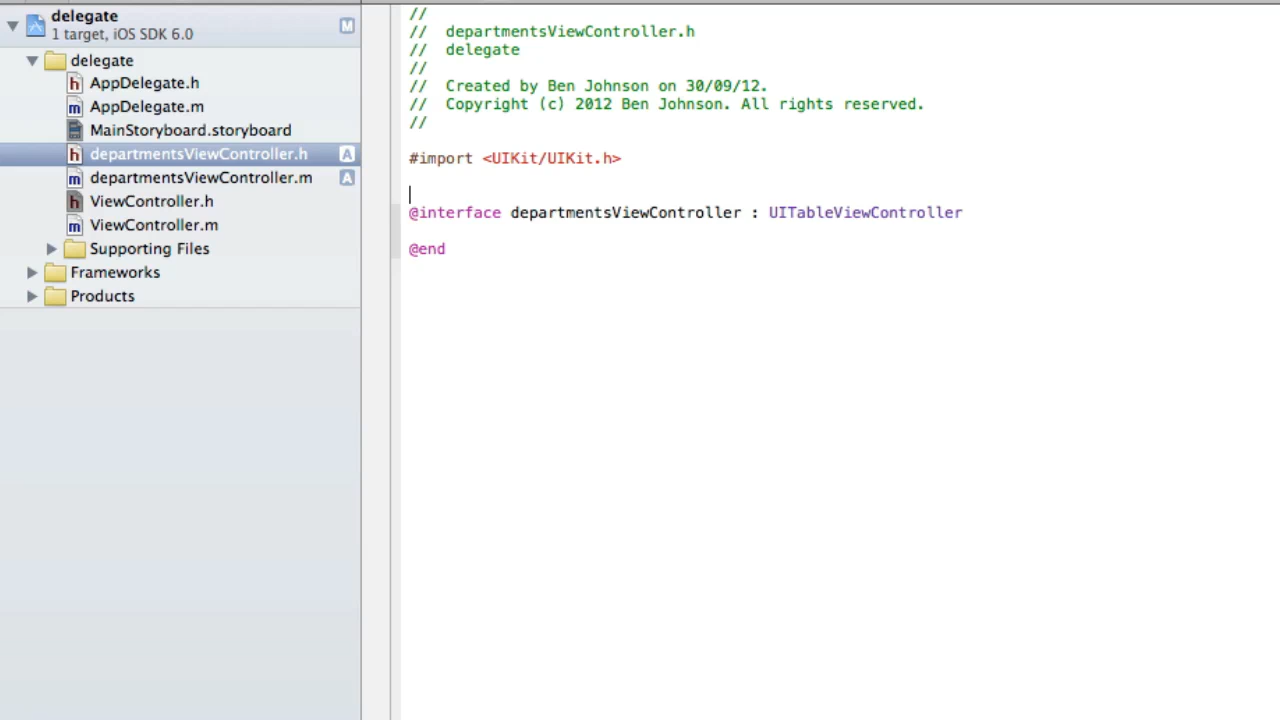 delegate
M
1 target, iOS SDK 6.0
delegate
h AppDelegate.h
m AppDelegate.m
MainStoryboard.storyboard
h departmentsViewController.h A
m departmentsViewController.m A
h ViewController.h
m ViewController.m
Supporting Files
Frameworks
Products
//
// departmentsViewController.h
// delegate
//
// Created by Ben Johnson on 30/09/12.
// Copyright (c) 2012 Ben Johnson. All rights reserved.
//
#import <UIKit/UIKit.h>
@interface departmentsViewController : UITableViewController
@end